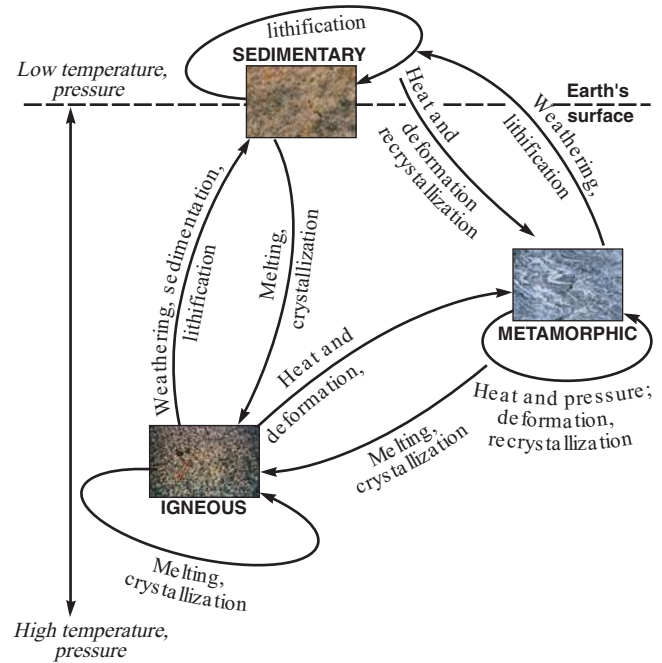 lithification
SEDIMENTARY
Low temperature,
pressure
Earth's
surface
Heat and
deformation
recrystallization
Weathering,
lithification
Weathering, sedimentation,
lithification
Melting,
crystallization
METAMORPHIC
Heat and
deformation,
Heat and pressure;
deformation,
recrystallization
Melting,
crystallization
IGNEOUS
Melting,
crystallization
High temperature,
pressure